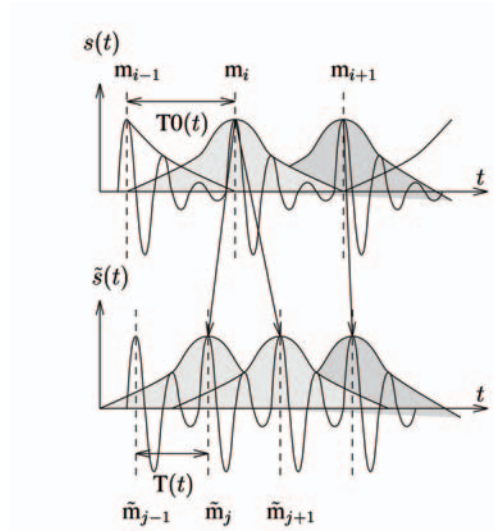 s(t)
m_{i−1} m_i m_{i+1}
T0(t)
t
s̃(t)
t
T(t)
m̃_{j−1} m̃_j m̃_{j+1}